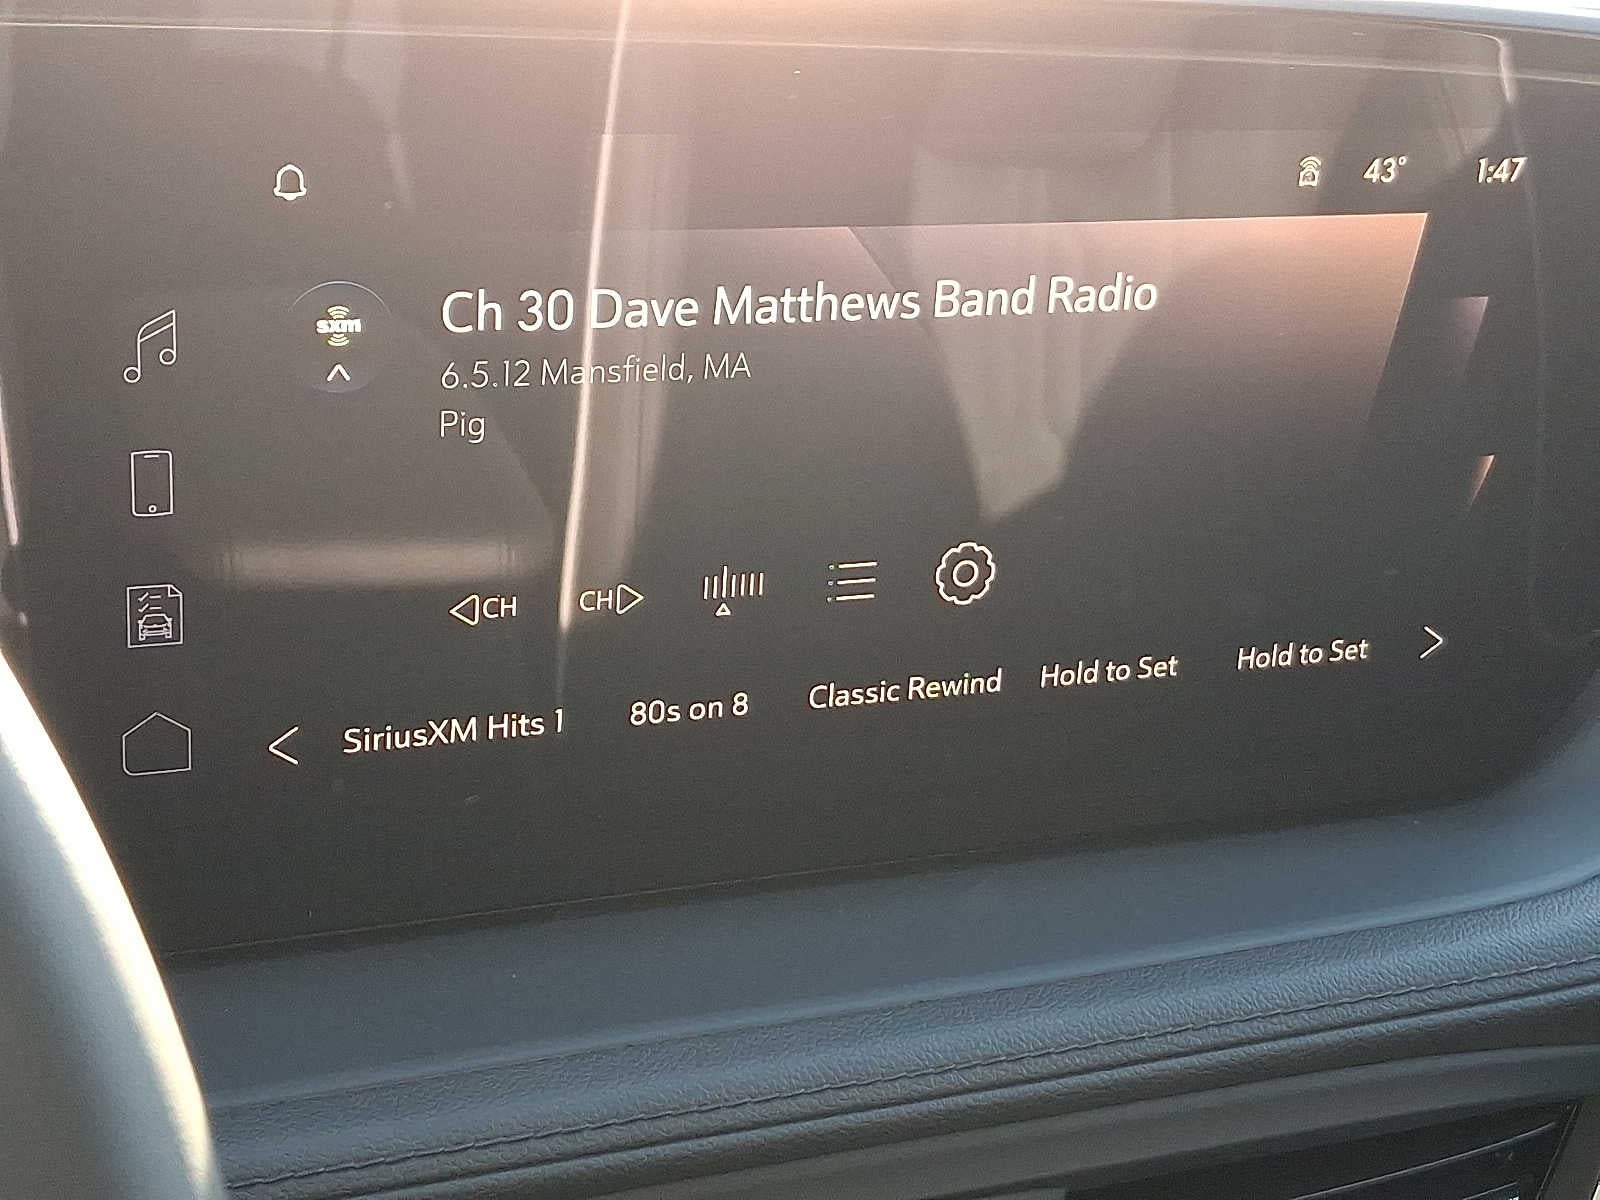 43° 1:47
sxm
Ch 30 Dave Matthews Band Radio
6.5.12 Mansfield, MA
Pig
CH CH
SiriusXM Hits 1 80s on 8 Classic Rewind Hold to Set Hold to Set